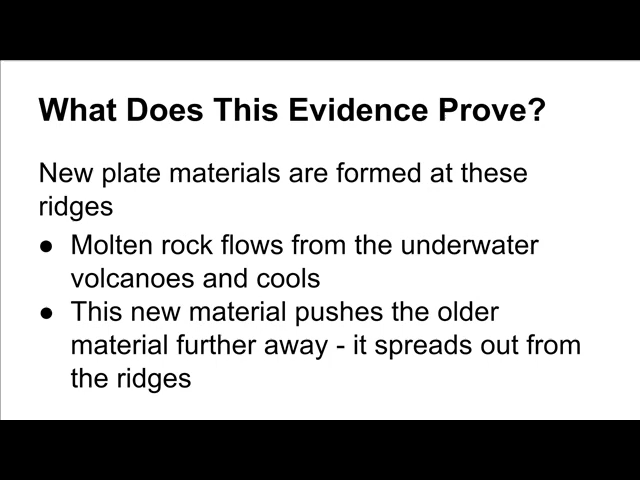 What Does This Evidence Prove?
New plate materials are formed at these
ridges
● Molten rock flows from the underwater
volcanoes and cools
● This new material pushes the older
material further away - it spreads out from
the ridges